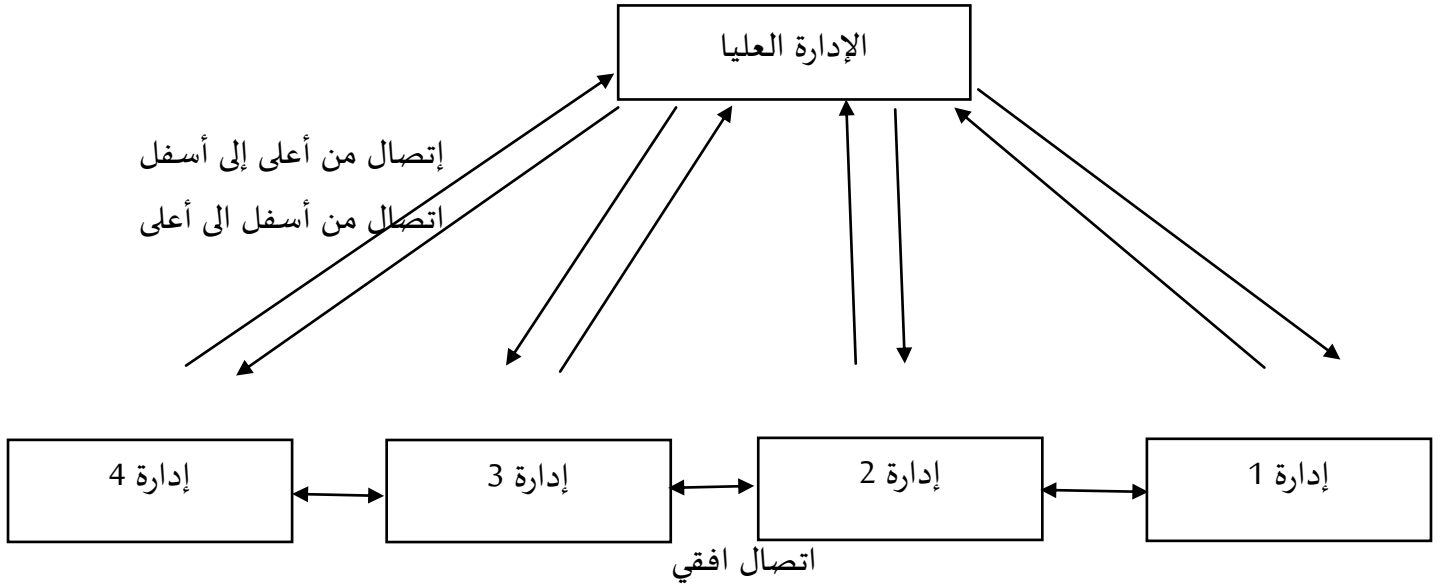 الإدارة العليا
إتصال من أعلى إلى أسفل
اتصال من أسفل الى أعلى
إدارة 1
إدارة 2
إدارة 3
إدارة 4
اتصال افقي